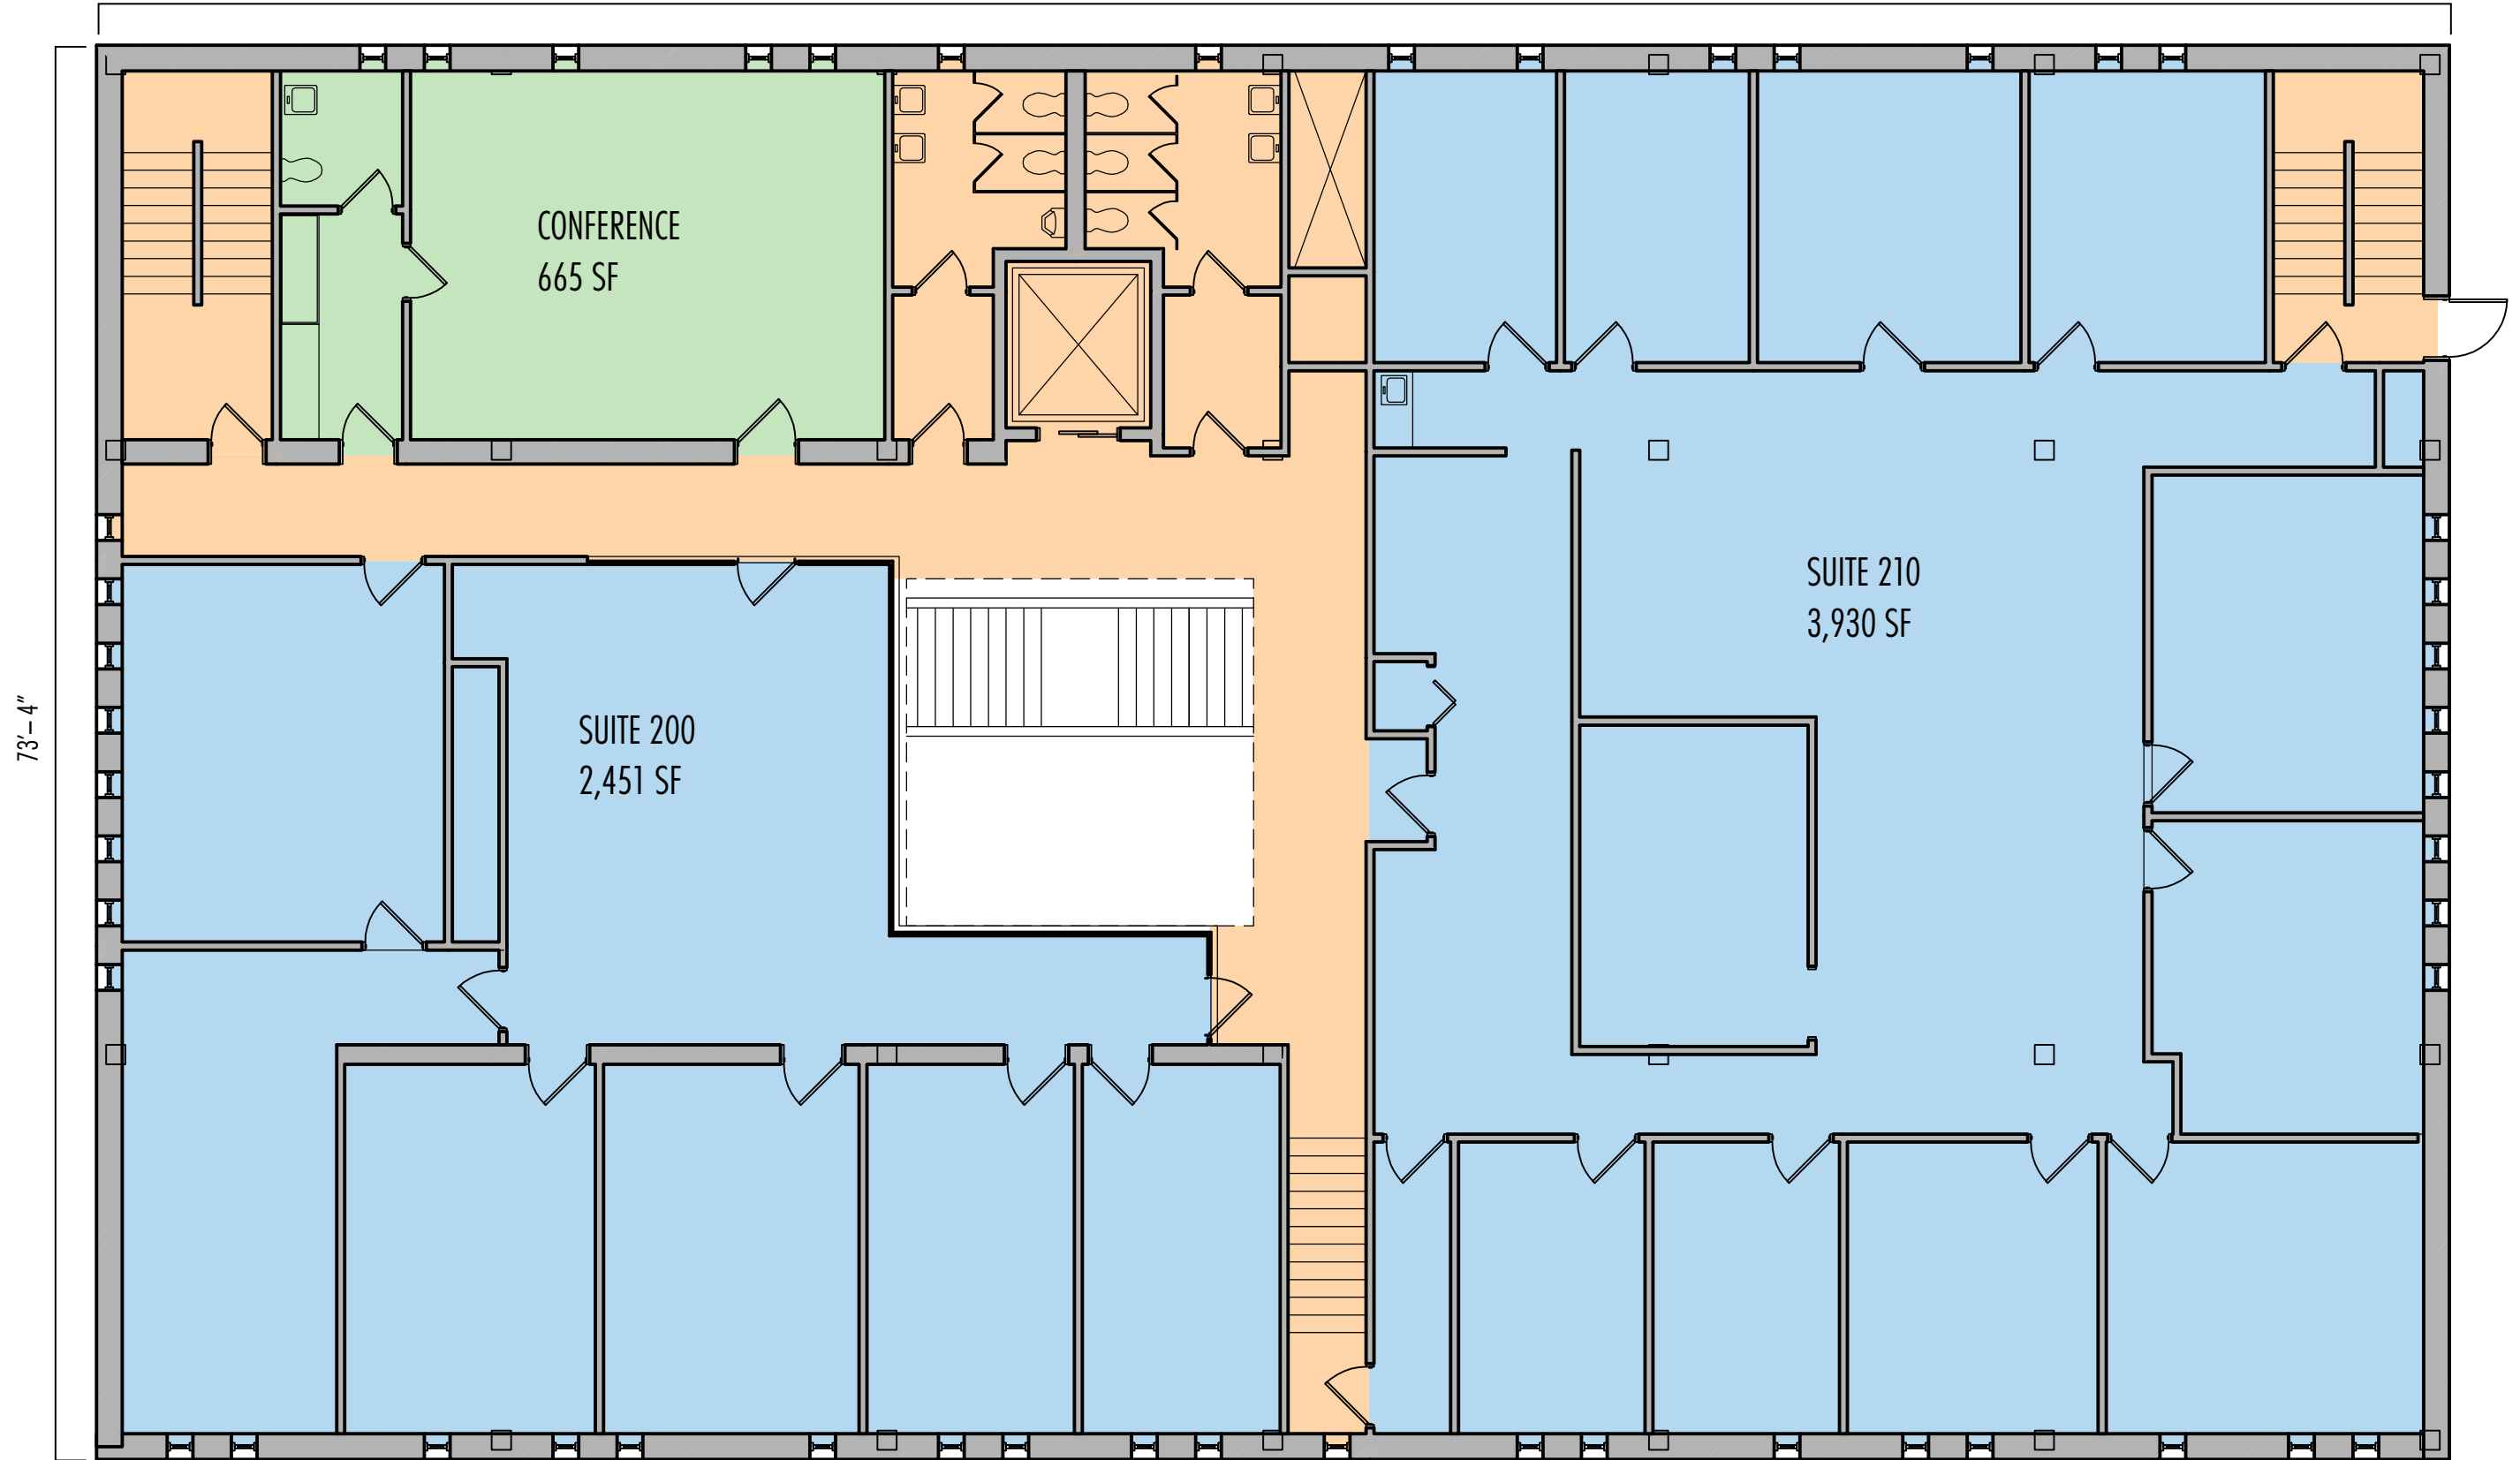 CONFERENCE
665 SF
SUITE 210
3,930 SF
SUITE 200
2,451 SF
73'– 4"